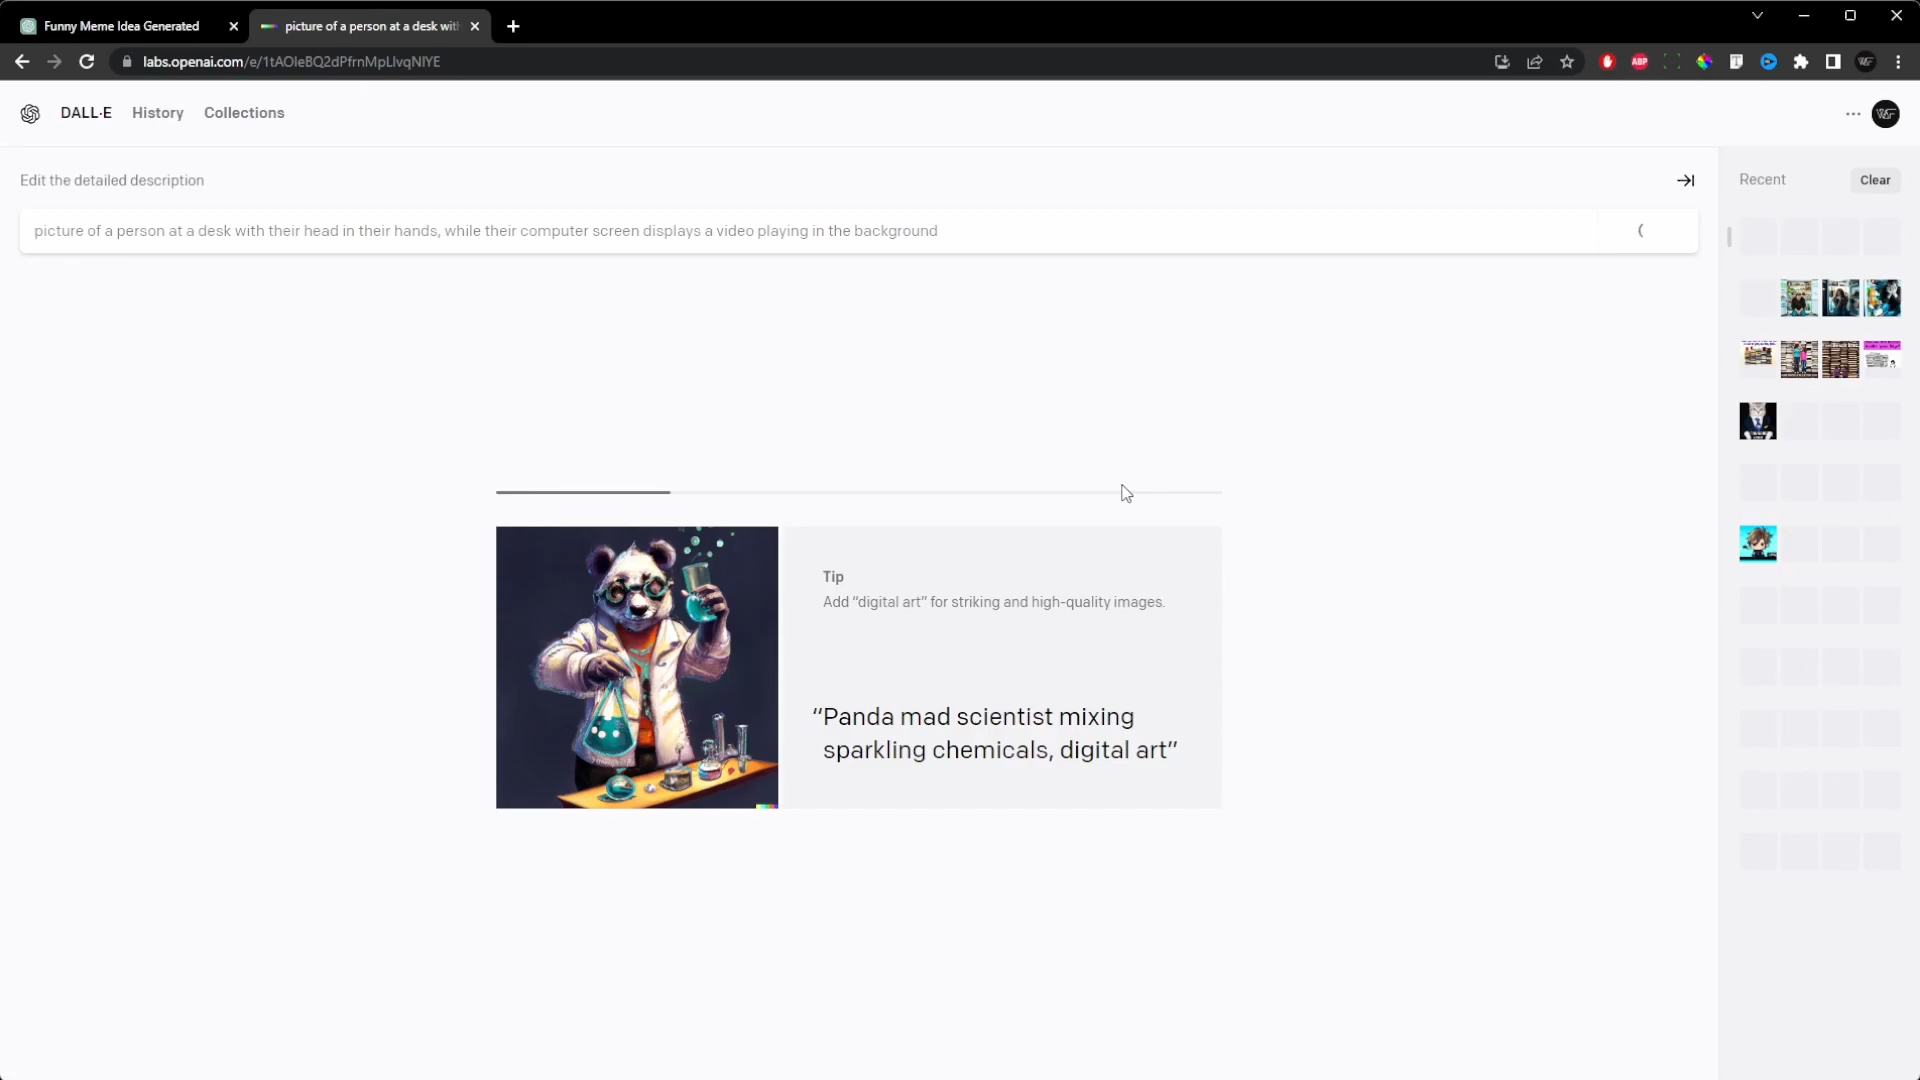 Funny Meme Idea Generated
picture of a person at a desk wit
labs.openai.com/e/1tAOleBQ2dPfrnMpLlvqNlYE
ABP
DALL·E
History
Collections
Edit the detailed description
Recent
Clear
picture of a person at a desk with their head in their hands, while their computer screen displays a video playing in the background
Tip
Add “digital art” for striking and high-quality images.
“Panda mad scientist mixing
sparkling chemicals, digital art”